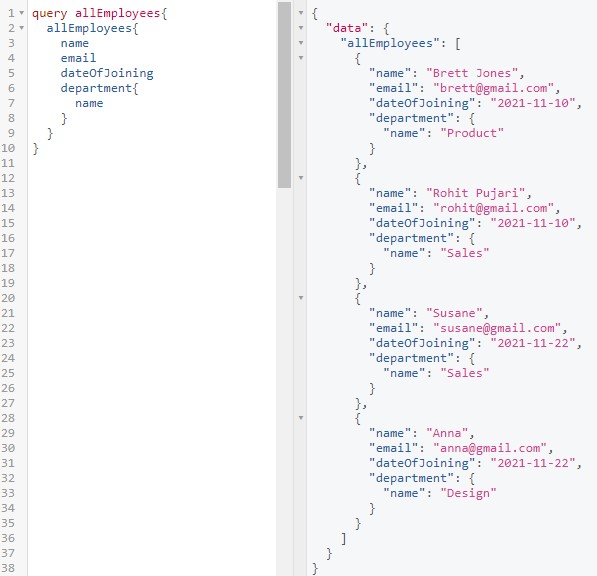 1 query allEmployees{
2 allEmployees{
3 name
4 email
5 dateOfJoining
6 department{
7 name
8 }
9 }
10 }
11
12
13
14
15
16
17
18
19
20
21
22
23
24
25
26
27
28
29
30
31
32
33
34
35
36
37
38
{
"data": {
"allEmployees": [
{
"name": "Brett Jones",
"email": "brett@gmail.com",
"dateOfJoining": "2021-11-10",
"department": {
"name": "Product"
}
},
{
"name": "Rohit Pujari",
"email": "rohit@gmail.com",
"dateOfJoining": "2021-11-10",
"department": {
"name": "Sales"
}
},
{
"name": "Susane",
"email": "susane@gmail.com",
"dateOfJoining": "2021-11-22",
"department": {
"name": "Sales"
}
},
{
"name": "Anna",
"email": "anna@gmail.com",
"dateOfJoining": "2021-11-22",
"department": {
"name": "Design"
}
}
]
}
}